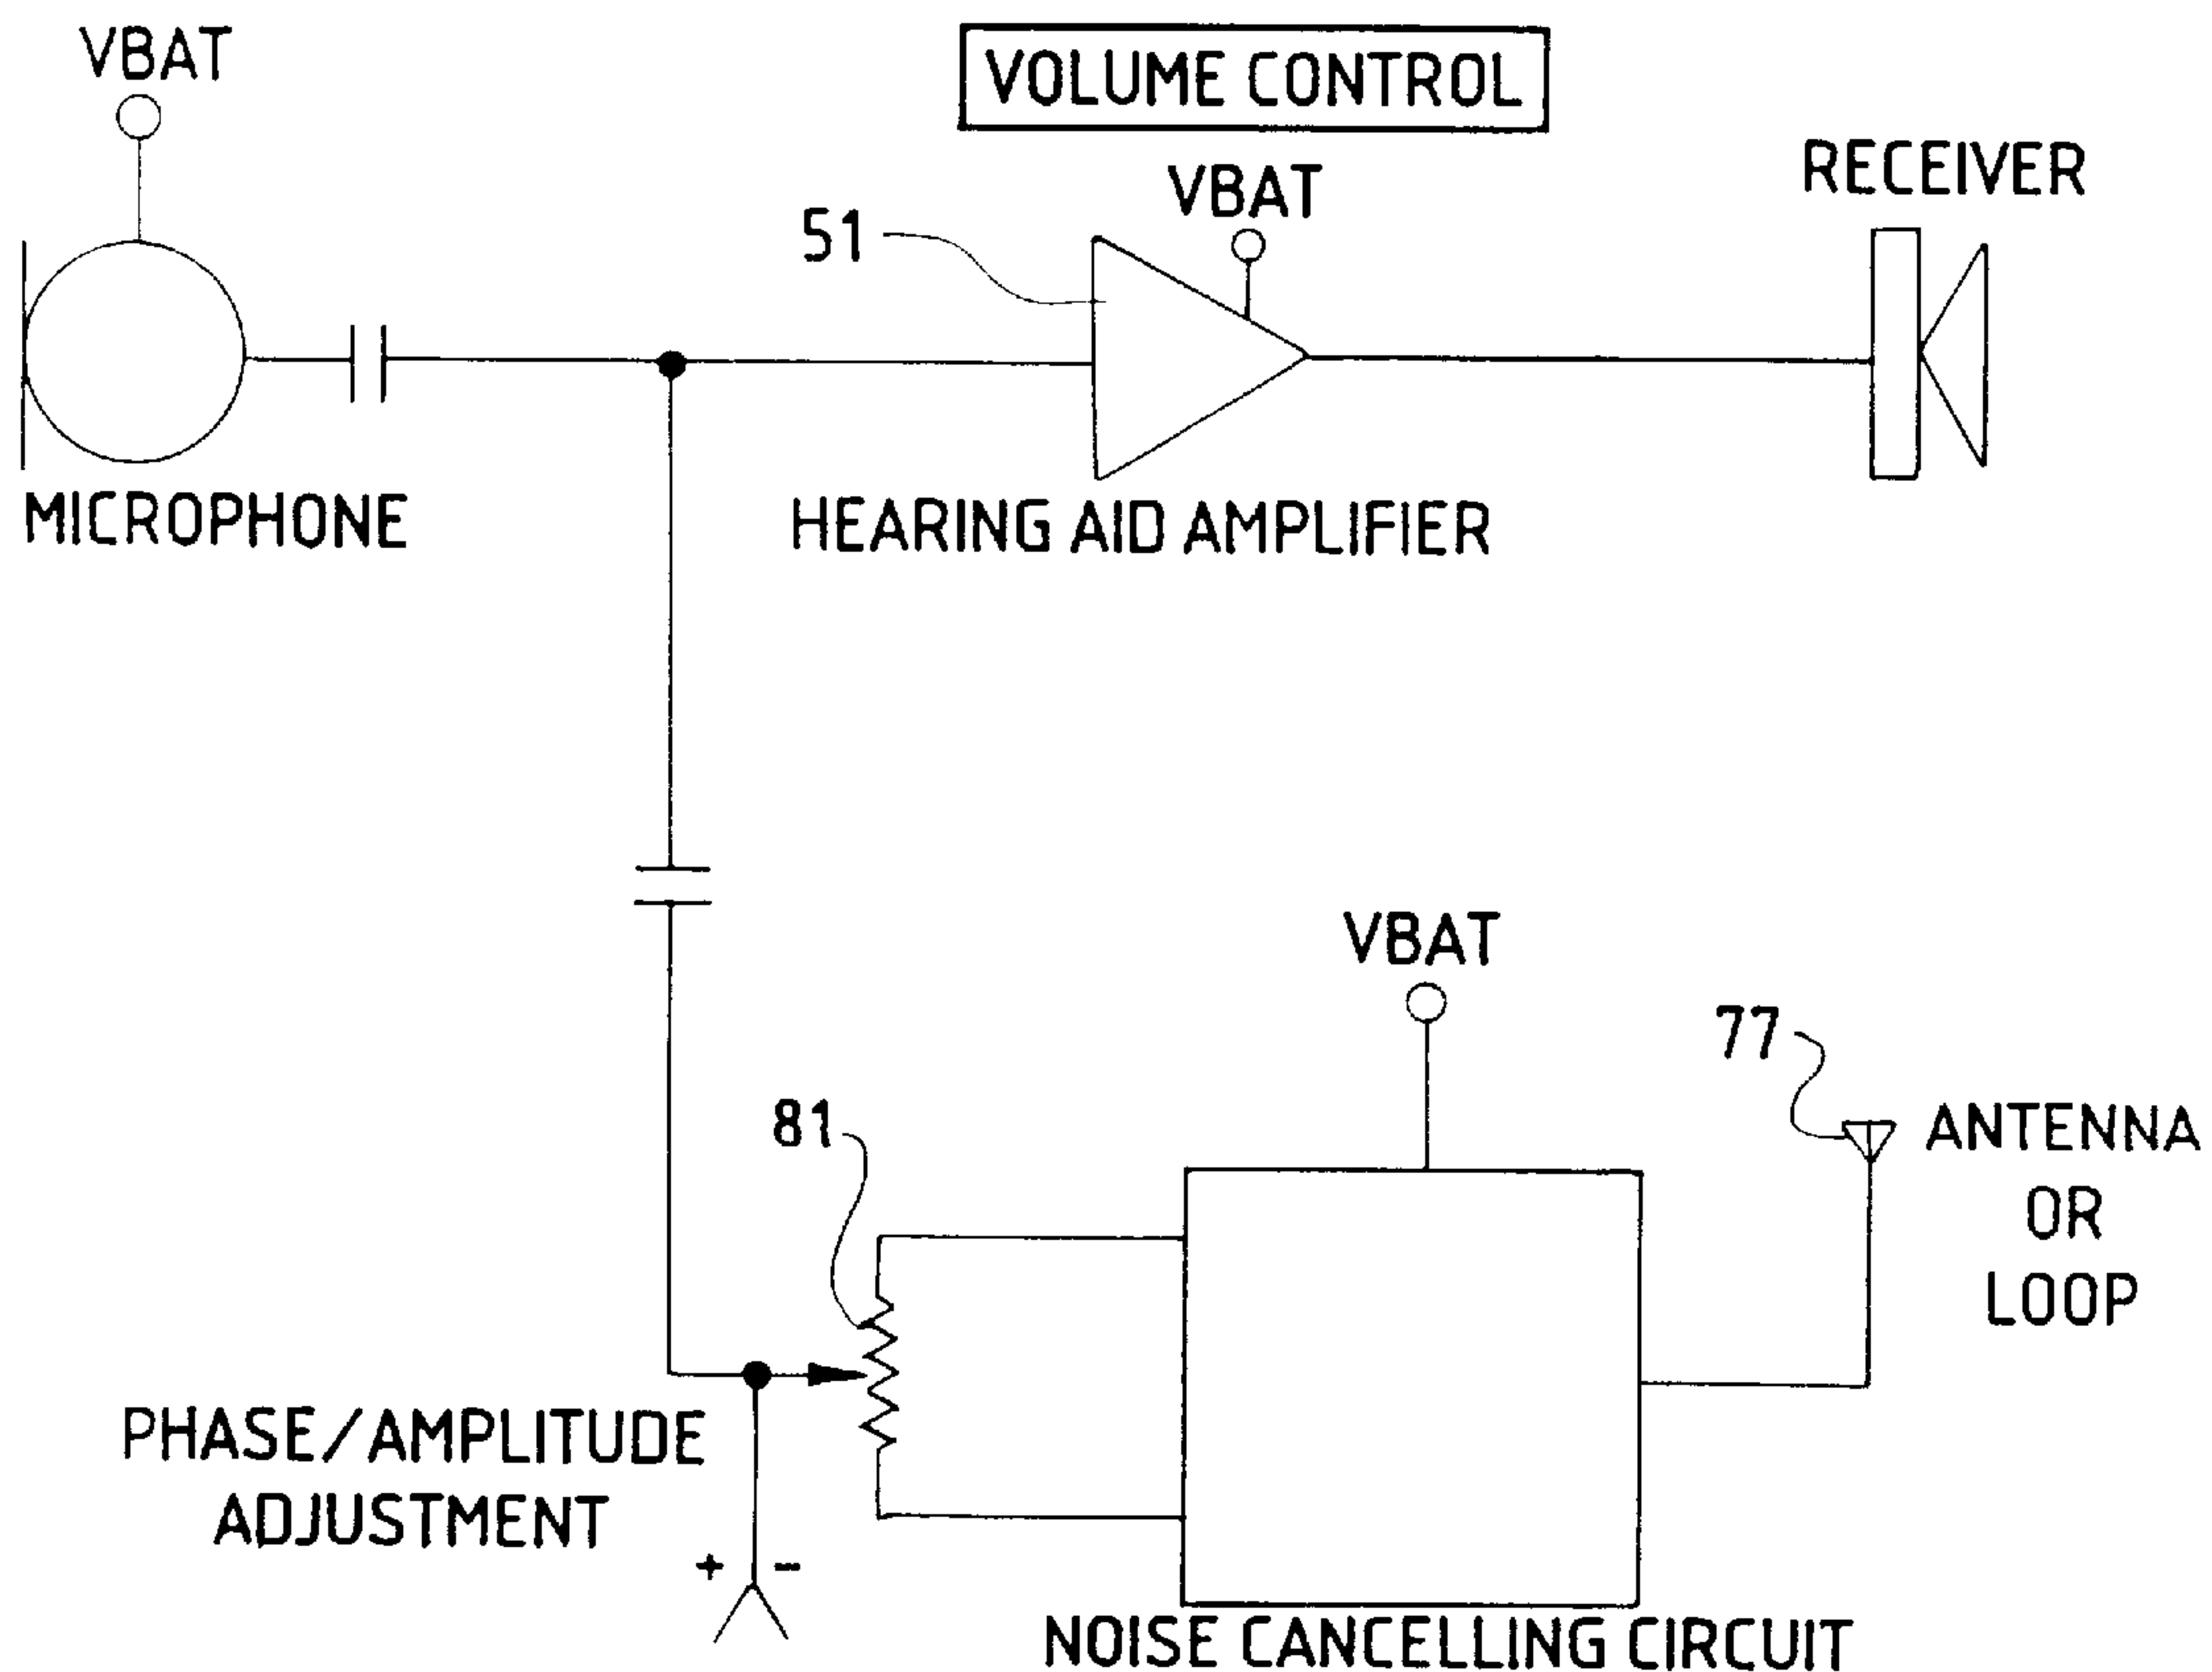 VBAT
VOLUME CONTROL
VBAT
RECEIVER
51
MICROPHONE
HEARING AID AMPLIFIER
VBAT
77
81
ANTENNA
OR
LOOP
PHASE/AMPLITUDE
ADJUSTMENT
+ -
NOISE CANCELLING CIRCUIT